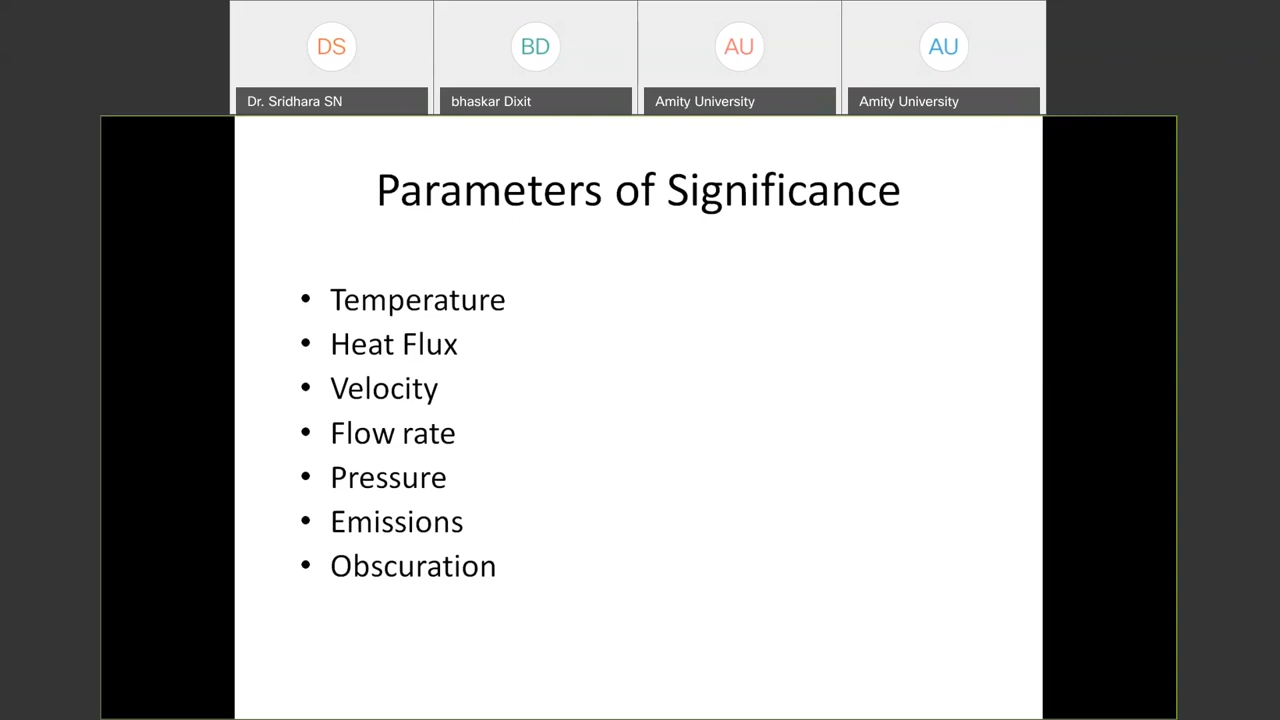 DS
BD
AU
AU
Dr. Sridhara SN
bhaskar Dixit
Amity University
Amity University
Parameters of Significance
• Temperature
• Heat Flux
• Velocity
• Flow rate
• Pressure
• Emissions
• Obscuration